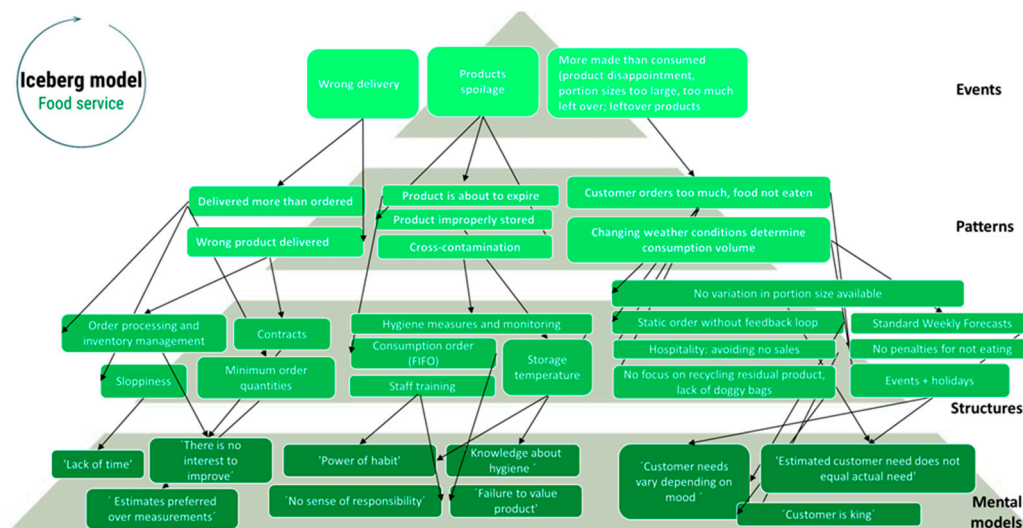 Iceberg model
Food service
Wrong delivery
Products
spoilage
More made than consumed
(product disappointment,
portion sizes too large, too much
left over; leftover products
Events
Delivered more than ordered
Wrong product delivered
Product is about to expire
Product improperly stored
Cross-contamination
Customer orders too much, food not eaten
Changing weather conditions determine
consumption volume
Patterns
Order processing and
inventory management
Contracts
Sloppiness
Minimum order
quantities
Hygiene measures and monitoring
Consumption order
(FIFO)
Staff training
Storage
temperature
No variation in portion size available
Static order without feedback loop
Standard Weekly Forecasts
Hospitality: avoiding no sales
No penalties for not eating
No focus on recycling residual product,
lack of doggy bags
Events + holidays
Structures
'Lack of time'
´There is no
interest to
improve´
´ Estimates preferred
over measurements´
'Power of habit'
Knowledge about
hygiene ´
´No sense of responsibility´
´Failure to value
product'
´Customer needs
vary depending on
mood ´
'Estimated customer need does not
equal actual need'
´Customer is king´
Mental
models